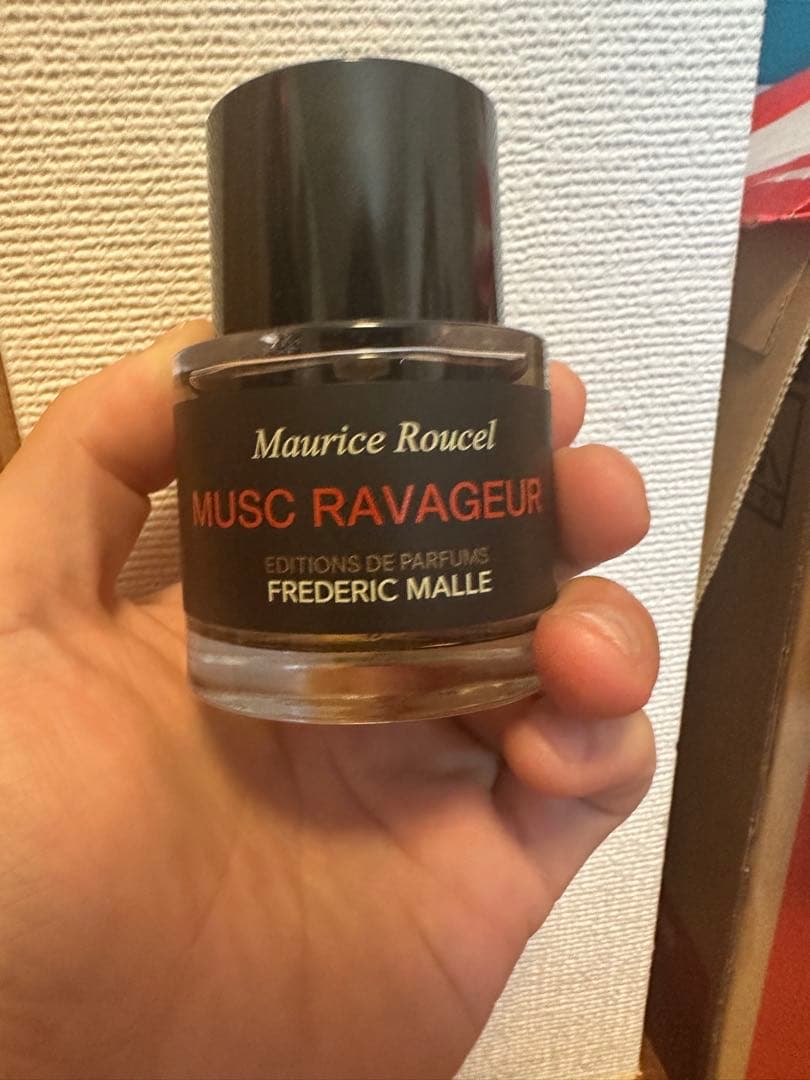 Maurice Roucel
MUSC RAVAGEUR
EDITIONS DE PARFUMS
FREDERIC MALLE